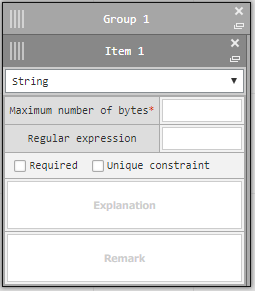 Group 1
Item 1
String
Maximum number of bytes*
Regular expression
Required Unique constraint
Explanation
Remark